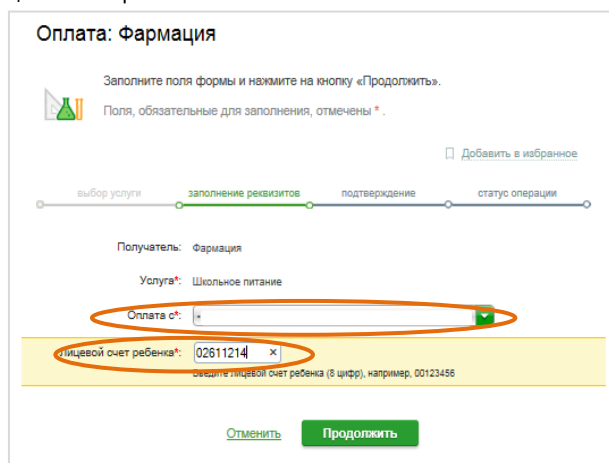 Оплата: Фармация
Заполните поля формы и нажмите на кнопку «Продолжить».
Поля, обязательные для заполнения, отмечены * .
Добавить в избранное
выбор услуги заполнение реквизитов подтверждение статус операции
Получатель: Фармация
Услуга*: Школьное питание
Оплата с*:
Лицевой счет ребенка*: 02611214 ×
Введите лицевой счет ребенка (8 цифр), например, 00123456
Отменить Продолжить